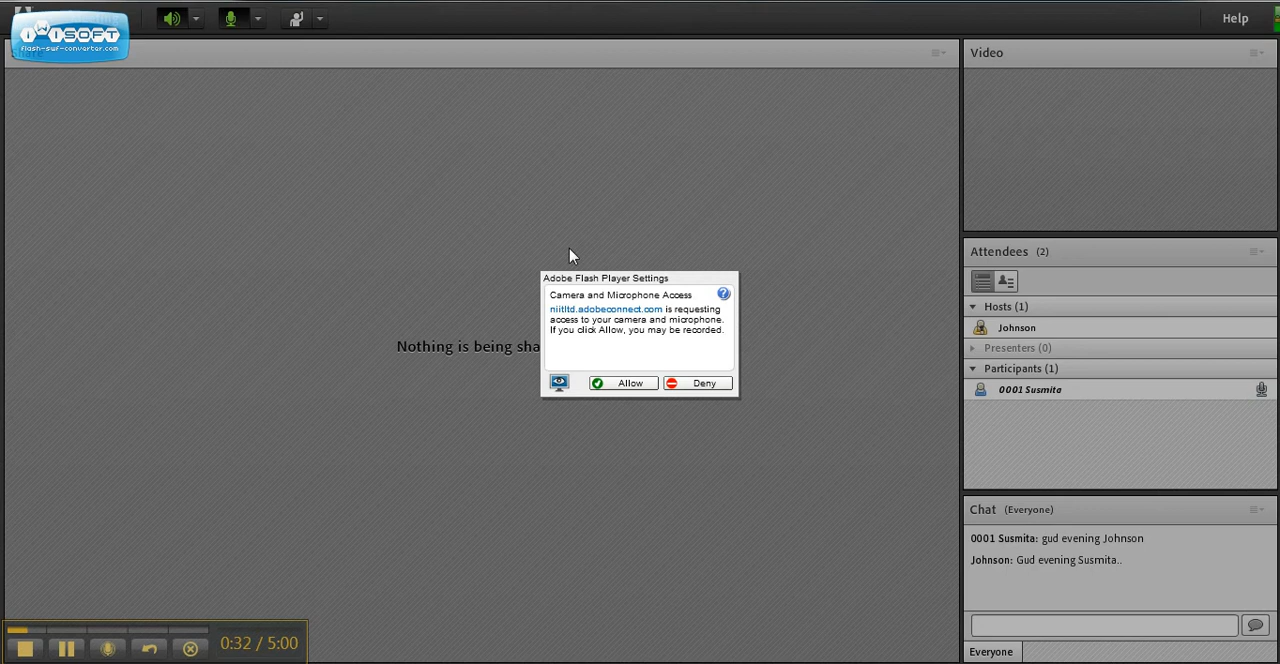 Help
iWiSOFT
flash-swf-converter.com
Video
Attendees (2)
Hosts (1)
Johnson
Presenters (0)
Participants (1)
0001 Susmita
Adobe Flash Player Settings
Camera and Microphone Access
niitltd.adobeconnect.com is requesting
access to your camera and microphone.
If you click Allow, you may be recorded.
Allow
Deny
Nothing is being sha
Chat (Everyone)
0001 Susmita: gud evening Johnson
Johnson: Gud evening Susmita..
Everyone
0:32 / 5:00